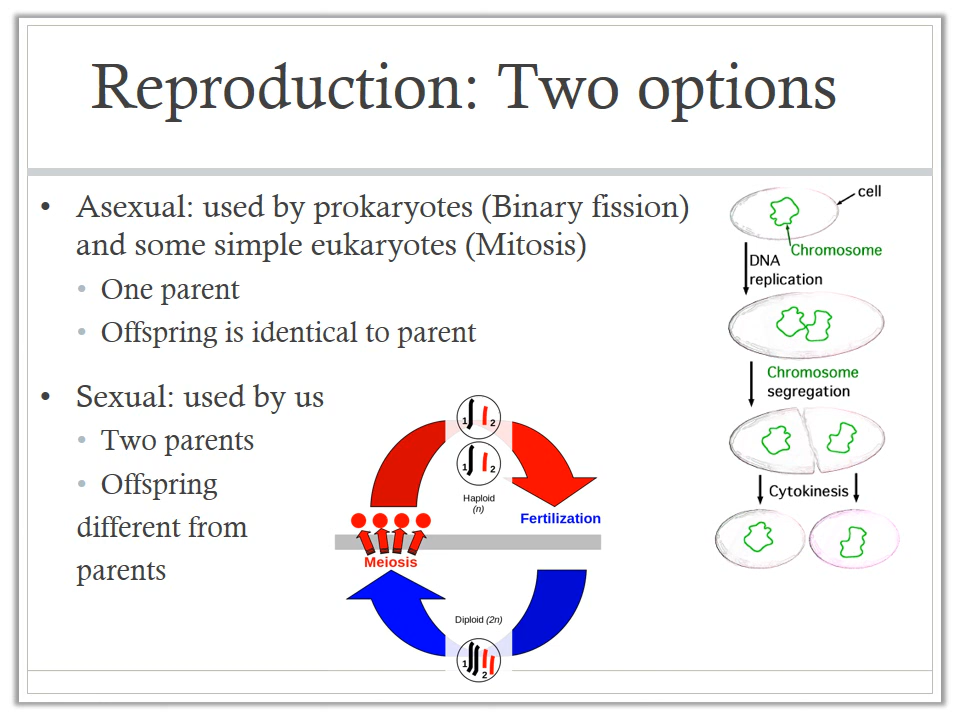 Reproduction: Two options
• Asexual: used by prokaryotes (Binary fission)
and some simple eukaryotes (Mitosis)
• One parent
• Offspring is identical to parent
• Sexual: used by us
• Two parents
• Offspring
different from
parents
1 2
1 2
Haploid
(n)
Fertilization
Meiosis
Diploid (2n)
1 2
cell
Chromosome
DNA
replication
Chromosome
segregation
Cytokinesis